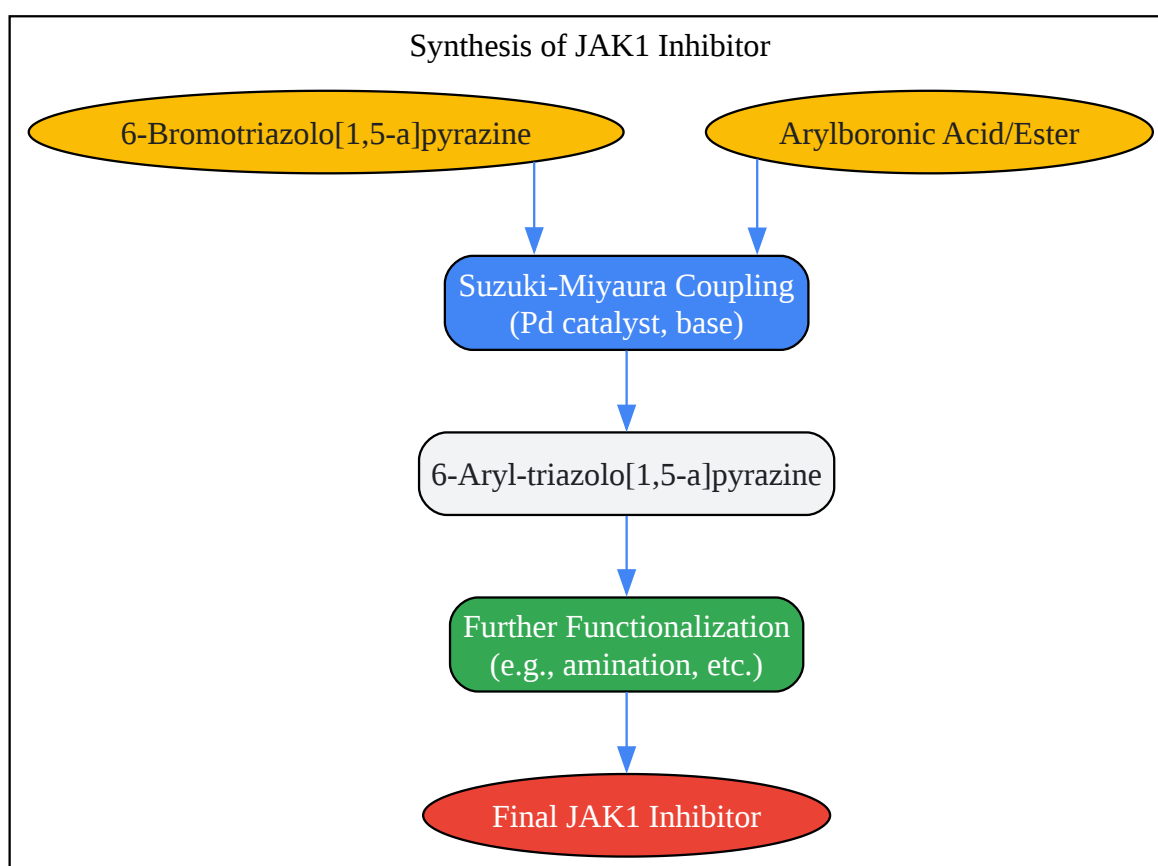 Synthesis of JAK1 Inhibitor
6-Bromotriazolo[1,5-a]pyrazine
Arylboronic Acid/Ester
Suzuki-Miyaura Coupling
(Pd catalyst, base)
6-Aryl-triazolo[1,5-a]pyrazine
Further Functionalization
(e.g., amination, etc.)
Final JAK1 Inhibitor